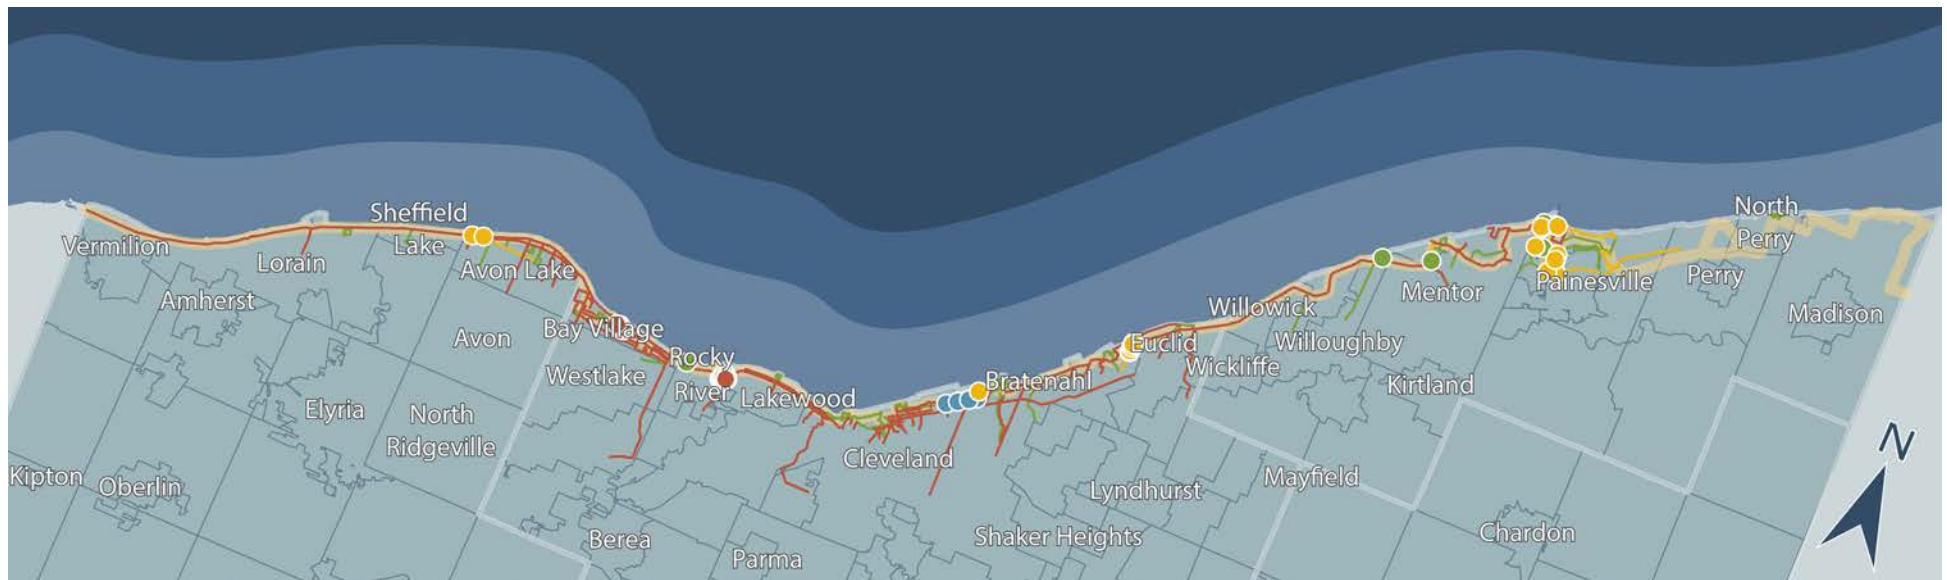 Vermilion
Amherst
Lorain
Sheffield
Lake
Avon Lake
Avon
Elyria
North
Ridgeville
Kipton
Oberlin
Bay Village
Westlake
Rocky
River
Lakewood
Cleveland
Berea
Parma
Bratenahl
Euclid
Wickliffe
Willowick
Willoughby
Kirtland
Mentor
Lyndhurst
Shaker Heights
Mayfield
Chardon
Painesville
Perry
North
Perry
Madison
N